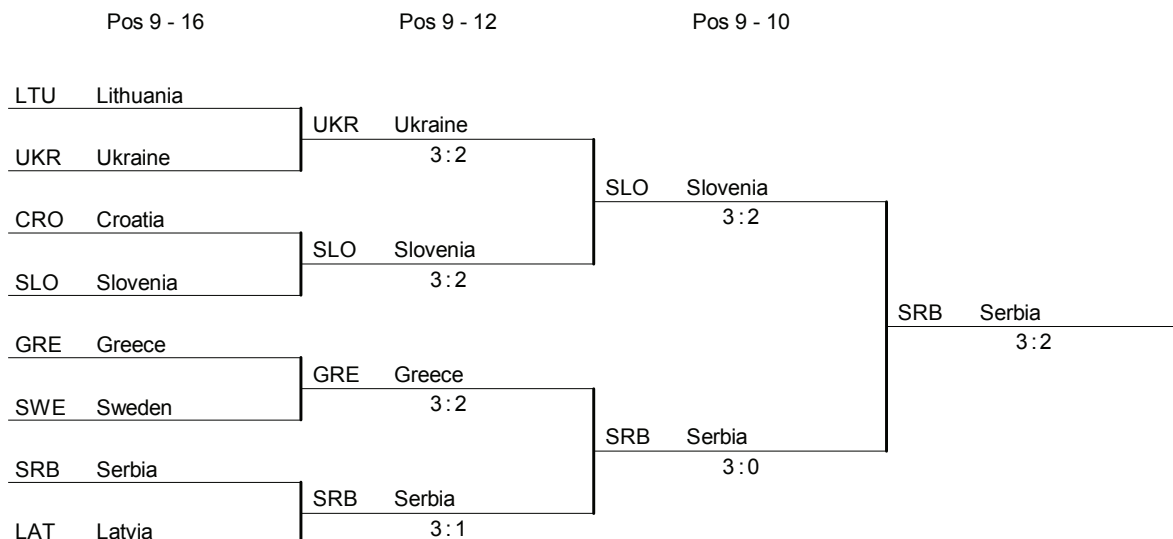 Pos 9 - 16 Pos 9 - 12 Pos 9 - 10
LTU Lithuania
UKR Ukraine
3 : 2
UKR Ukraine
SLO Slovenia
3 : 2
CRO Croatia
SLO Slovenia
3 : 2
SLO Slovenia
SRB Serbia
3 : 2
GRE Greece
GRE Greece
3 : 2
SWE Sweden
SRB Serbia
3 : 0
SRB Serbia
SRB Serbia
3 : 1
LAT Latvia